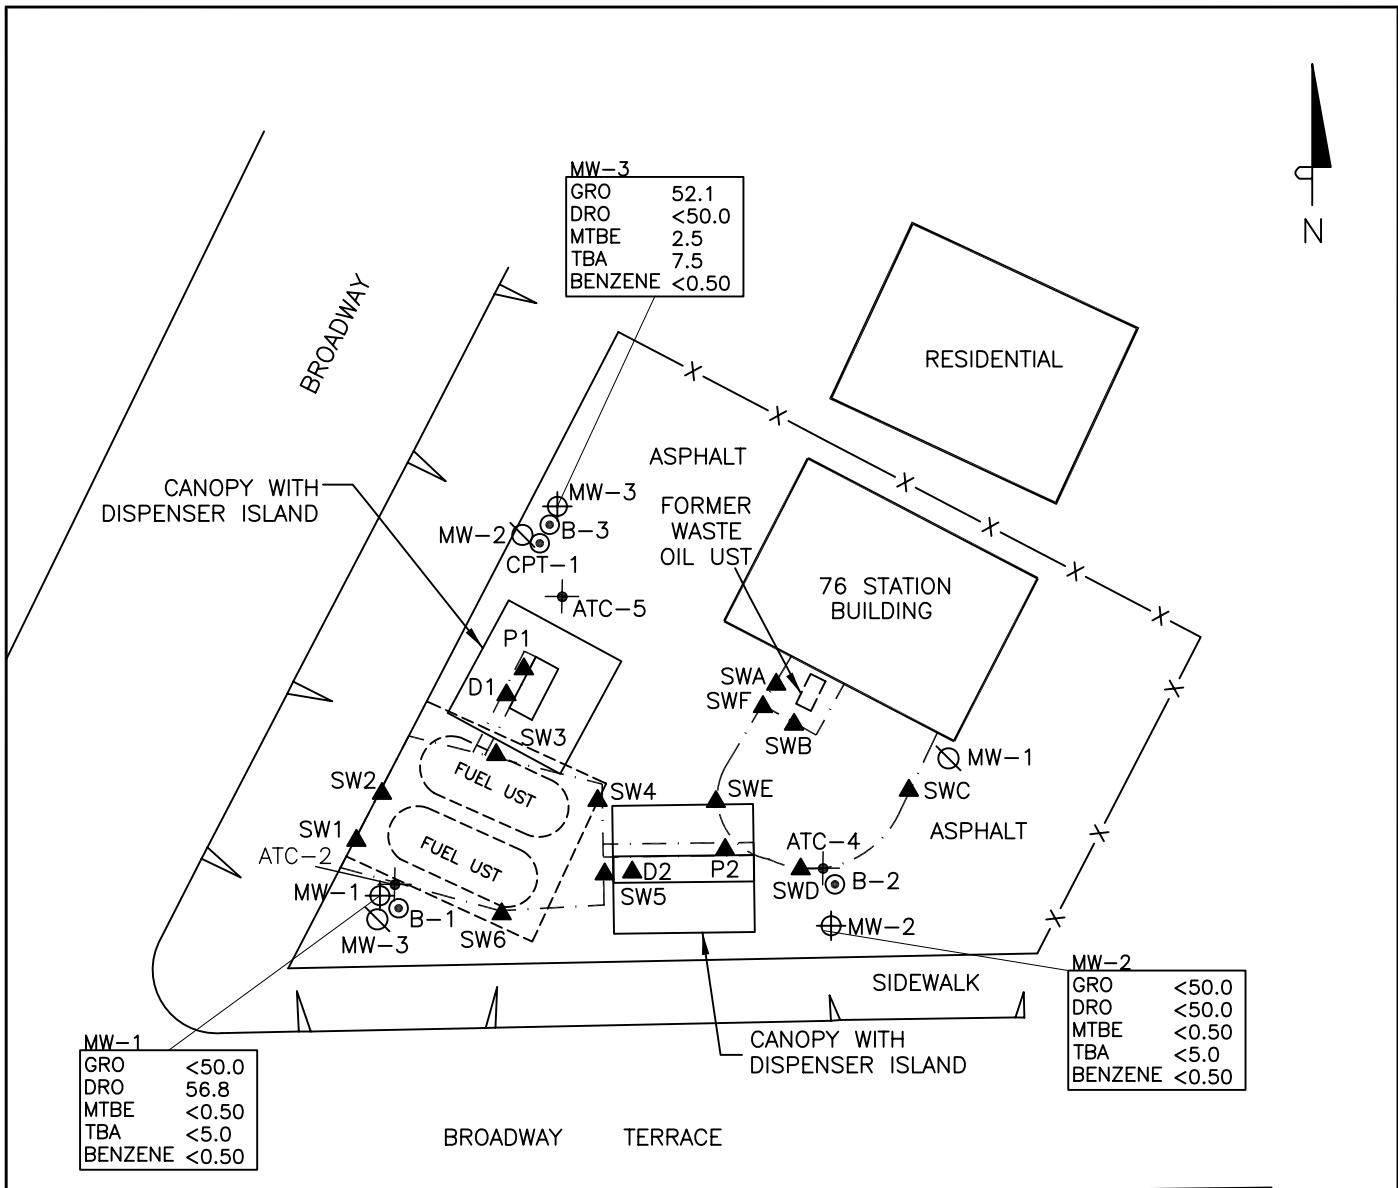 MW-3
GRO 52.1
DRO <50.0
MTBE 2.5
TBA 7.5
BENZENE <0.50
N
BROADWAY
RESIDENTIAL
ASPHALT
CANOPY WITH
DISPENSER ISLAND
MW-3
B-3
MW-2
CPT-1
FORMER
WASTE
OIL UST
76 STATION
BUILDING
ATC-5
P1
D1
SWA
SWF
SWB
SW3
FUEL UST
MW-1
SW2
SW4
SWE
SWC
SW1
FUEL UST
ASPHALT
ATC-2
ATC-4
D2
P2
SWD
B-2
MW-1
SW5
B-1
SW6
MW-3
MW-2
SIDEWALK
MW-2
GRO <50.0
DRO <50.0
MTBE <0.50
TBA <5.0
BENZENE <0.50
CANOPY WITH
DISPENSER ISLAND
MW-1
GRO <50.0
DRO 56.8
MTBE <0.50
TBA <5.0
BENZENE <0.50
BROADWAY TERRACE